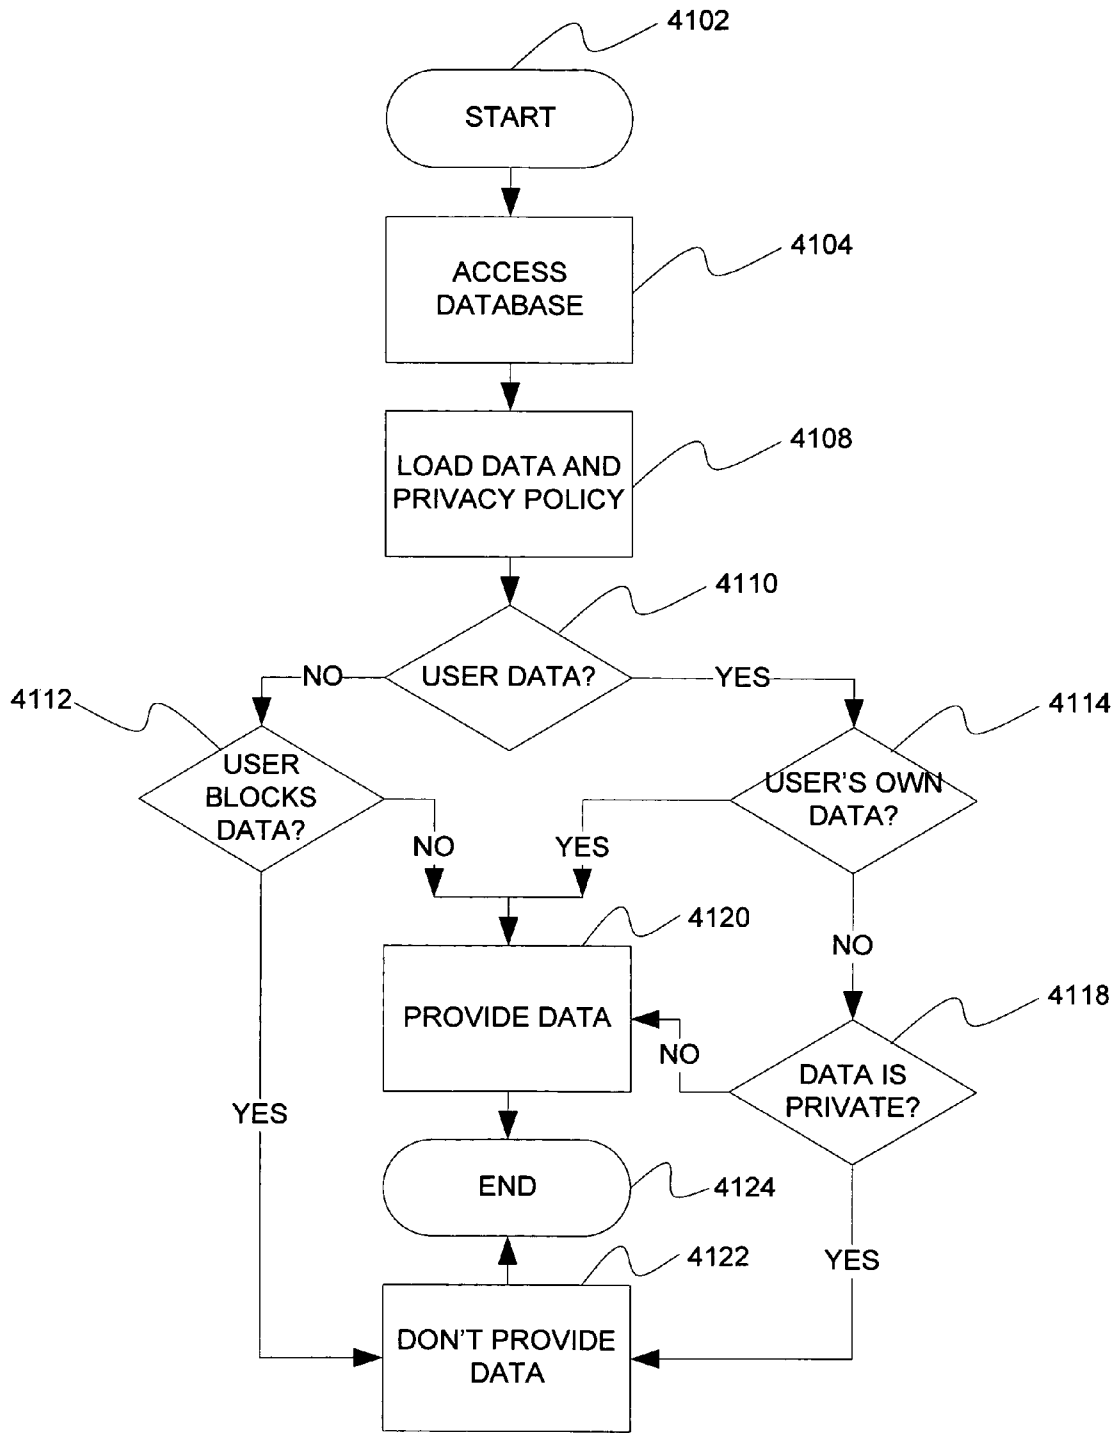 4102
START
4104
ACCESS
DATABASE
4108
LOAD DATA AND
PRIVACY POLICY
4110
USER DATA?
NO
YES
4112
4114
USER
BLOCKS
DATA?
USER'S OWN
DATA?
NO
YES
4120
NO
4118
PROVIDE DATA
NO
DATA IS
PRIVATE?
YES
END
4124
YES
4122
DON'T PROVIDE
DATA